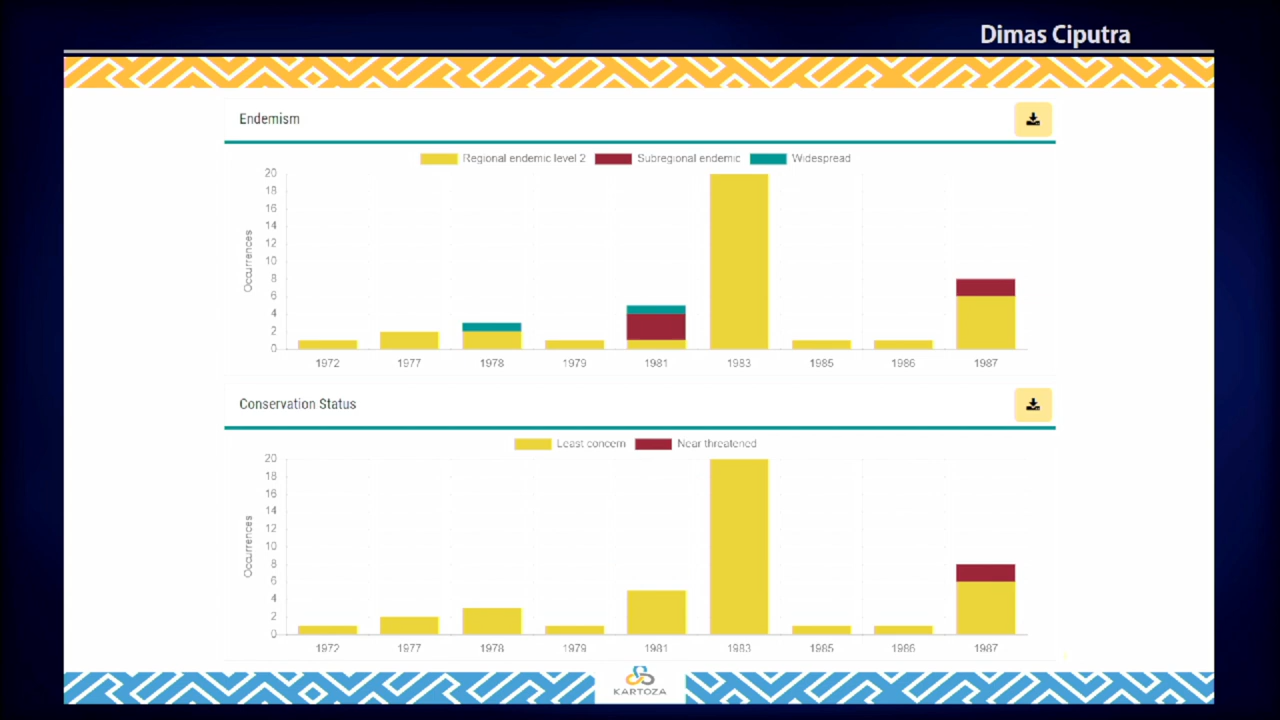 Dimas Ciputra
Endemism
Regional endemic level 2 Subregional endemic Widespread
20
18
16
14
12
10
8
6
4
2
0
Occurrences
1972 1977 1978 1979 1981 1983 1985 1986 1987
Conservation Status
Least concern Near threatened
20
18
16
14
12
10
8
6
4
2
0
Occurrences
1972 1977 1978 1979 1981 1983 1985 1986 1987
KARTOZA